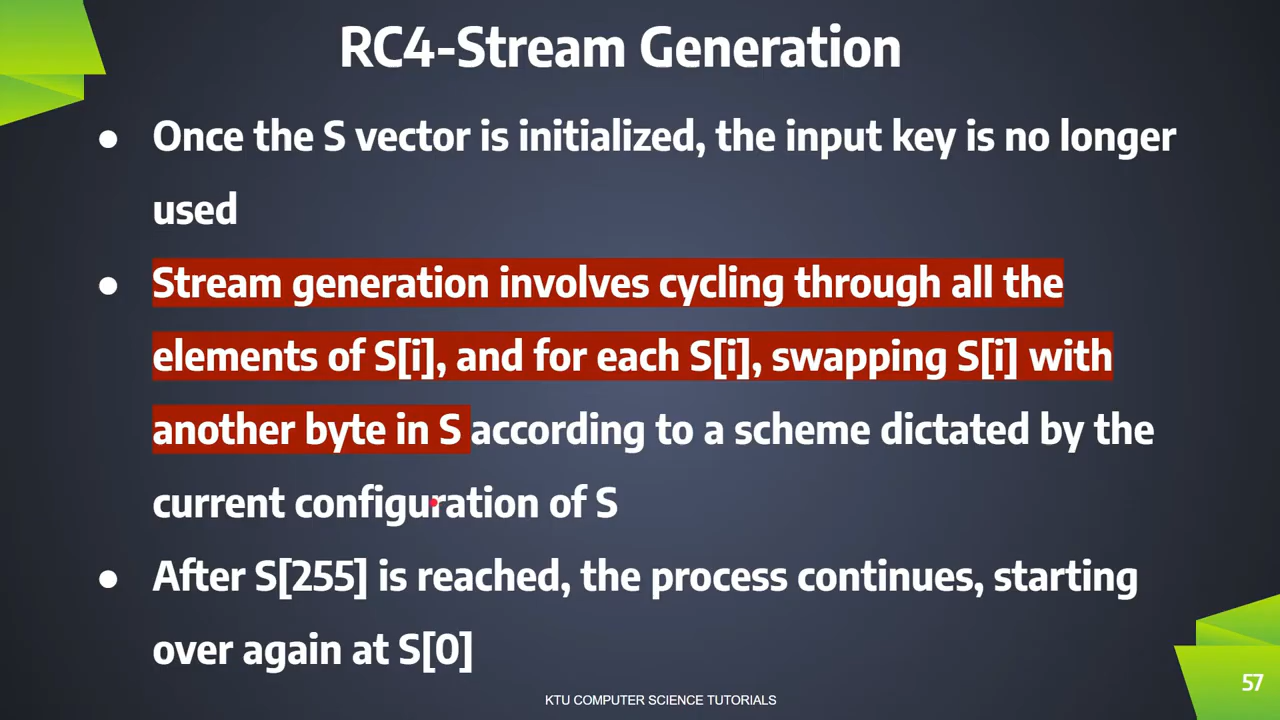 RC4-Stream Generation
● Once the S vector is initialized, the input key is no longer
used
● Stream generation involves cycling through all the
elements of S[i], and for each S[i], swapping S[i] with
another byte in S according to a scheme dictated by the
current configuration of S
● After S[255] is reached, the process continues, starting
over again at S[0]
57
KTU COMPUTER SCIENCE TUTORIALS